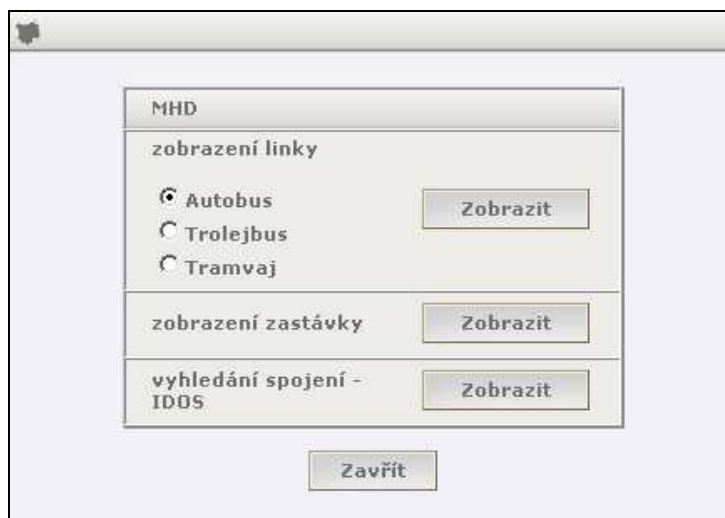 MHD
zobrazení linky
Autobus
Zobrazit
Trolejbus
Tramvaj
zobrazení zastávky
Zobrazit
vyhledání spojení -
IDOS
Zobrazit
Zavřít